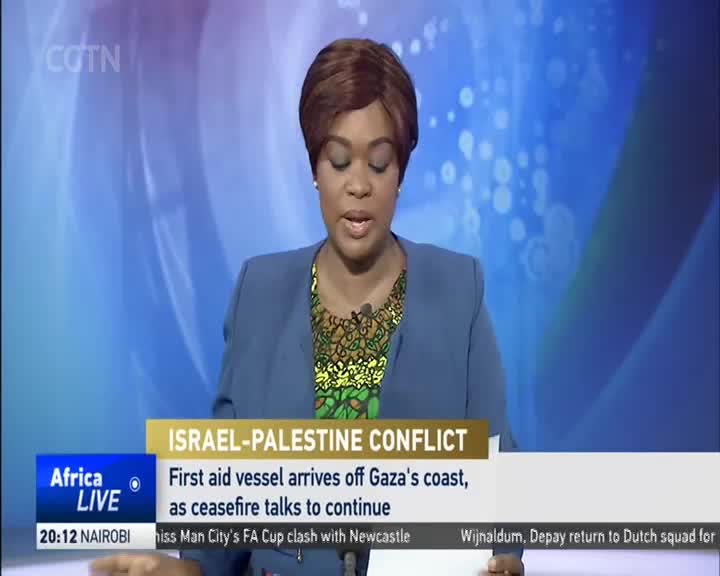 CGTN
ISRAEL-PALESTINE CONFLICT
Africa
LIVE
First aid vessel arrives off Gaza's coast,
as ceasefire talks to continue
20:12 NAIROBI
miss Man City's FA Cup clash with Newcastle
Wijnaldum, Depay return to Dutch squad for